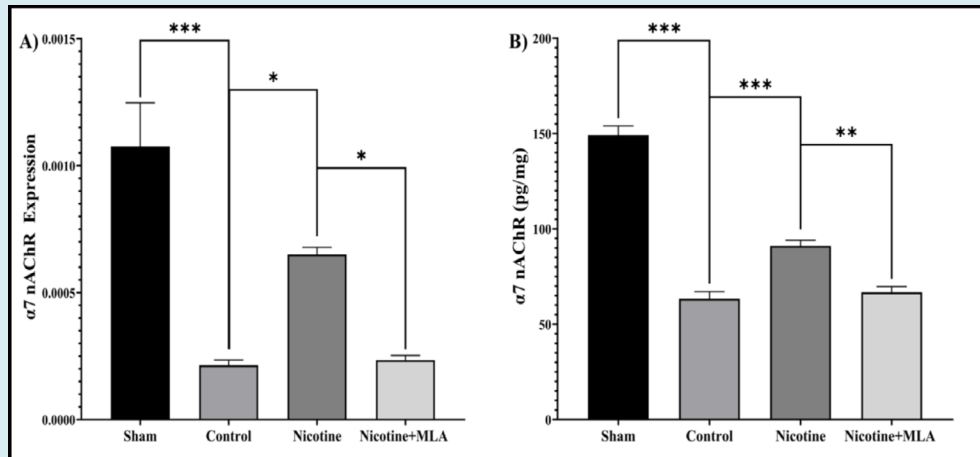 A)
α7 nAChR Expression
0.0015
0.0010
0.0005
0.0000
***
*
*
Sham Control Nicotine Nicotine+MLA
B)
α7 nAChR (pg/mg)
200
150
100
50
0
***
***
**
Sham Control Nicotine Nicotine+MLA